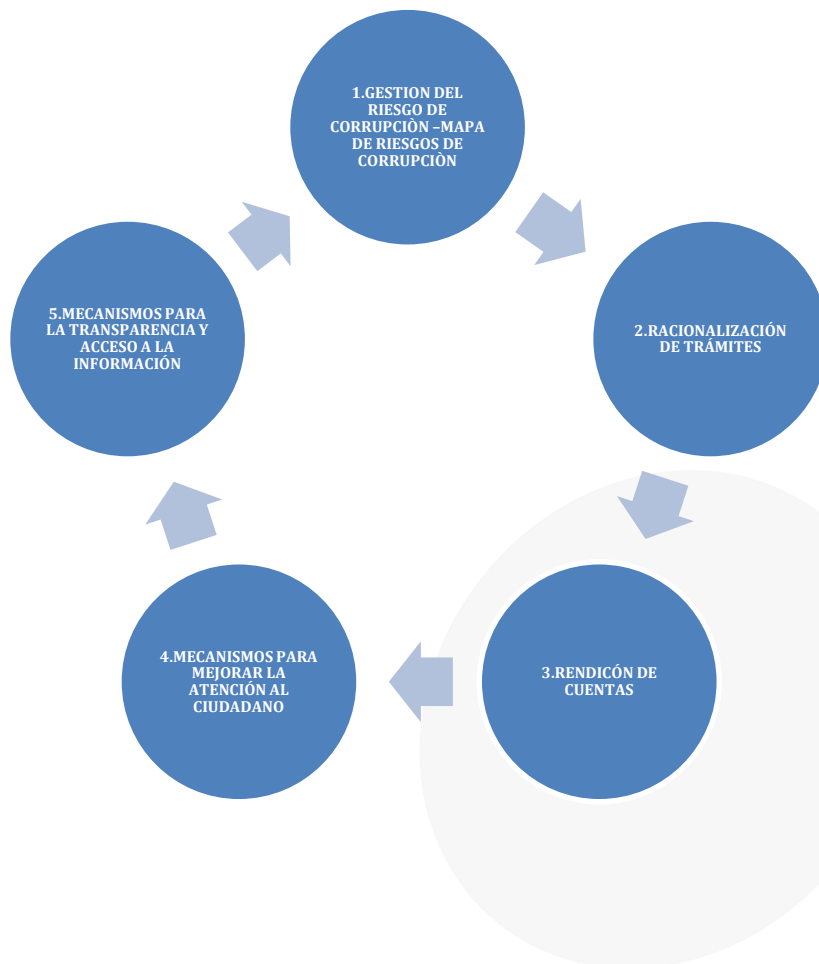 1.GESTION DEL
RIESGO DE
CORRUPCIÒN –MAPA
DE RIESGOS DE
CORRUPCIÒN
2.RACIONALIZACIÓN
DE TRÁMITES
3.RENDICÓN DE
CUENTAS
4.MECANISMOS PARA
MEJORAR LA
ATENCIÓN AL
CIUDADANO
5.MECANISMOS PARA
LA TRANSPARENCIA Y
ACCESO A LA
INFORMACIÓN